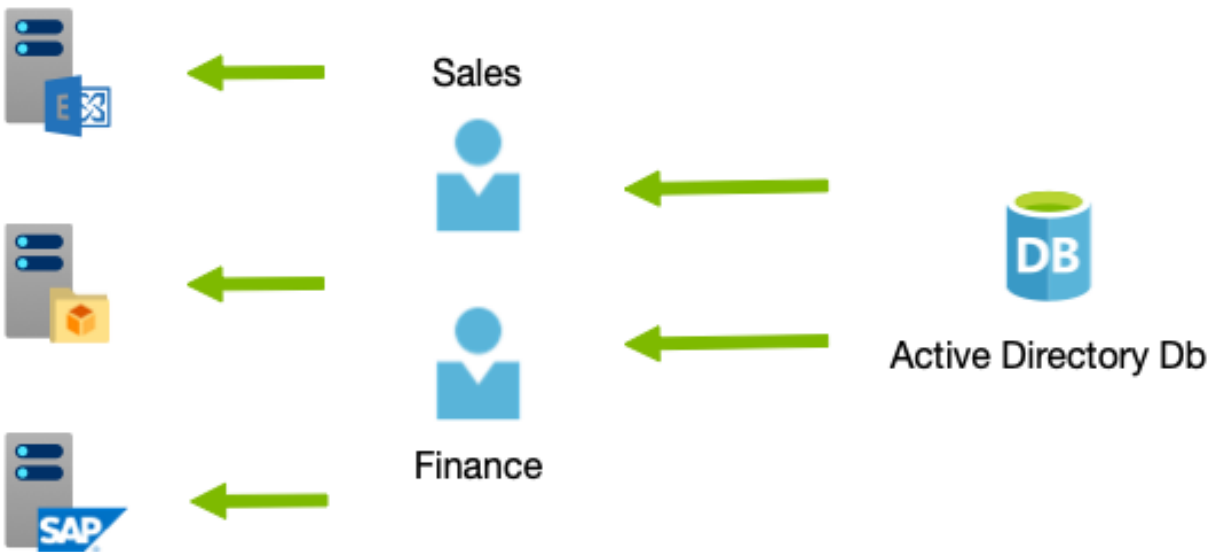 Sales
E
DB
Active Directory Db
Finance
SAP